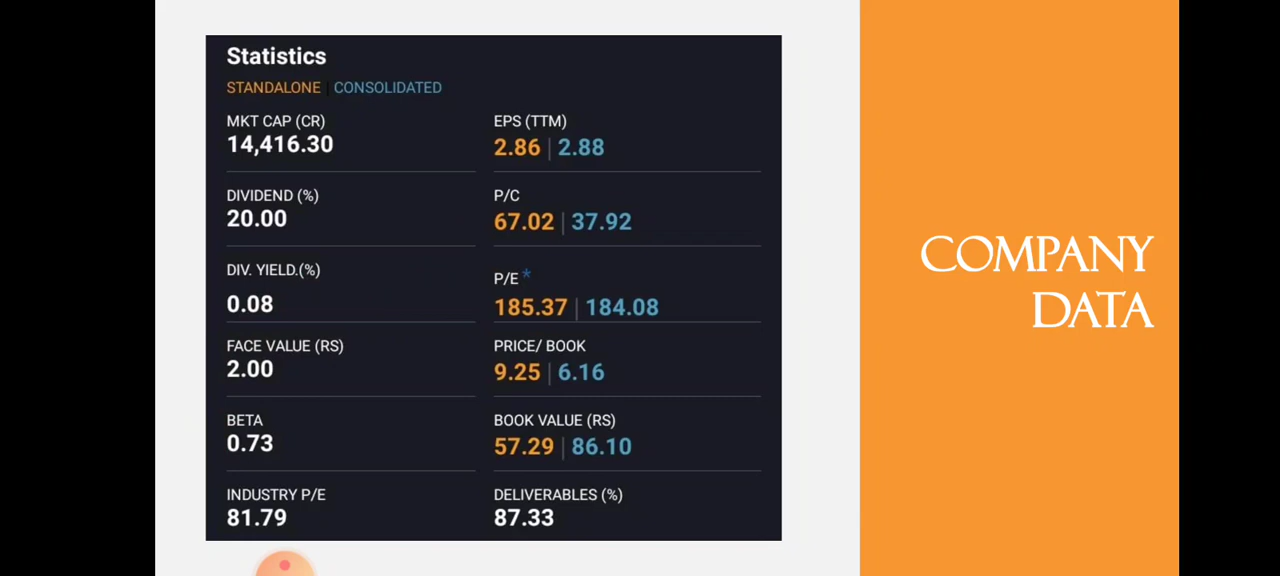 Statistics
STANDALONE | CONSOLIDATED
MKT CAP (CR)
14,416.30
EPS (TTM)
2.86 | 2.88
DIVIDEND (%)
20.00
P/C
67.02 | 37.92
DIV. YIELD.(%)
0.08
P/E *
185.37 | 184.08
FACE VALUE (RS)
2.00
PRICE/ BOOK
9.25 | 6.16
BETA
0.73
BOOK VALUE (RS)
57.29 | 86.10
INDUSTRY P/E
81.79
DELIVERABLES (%)
87.33
COMPANY
DATA